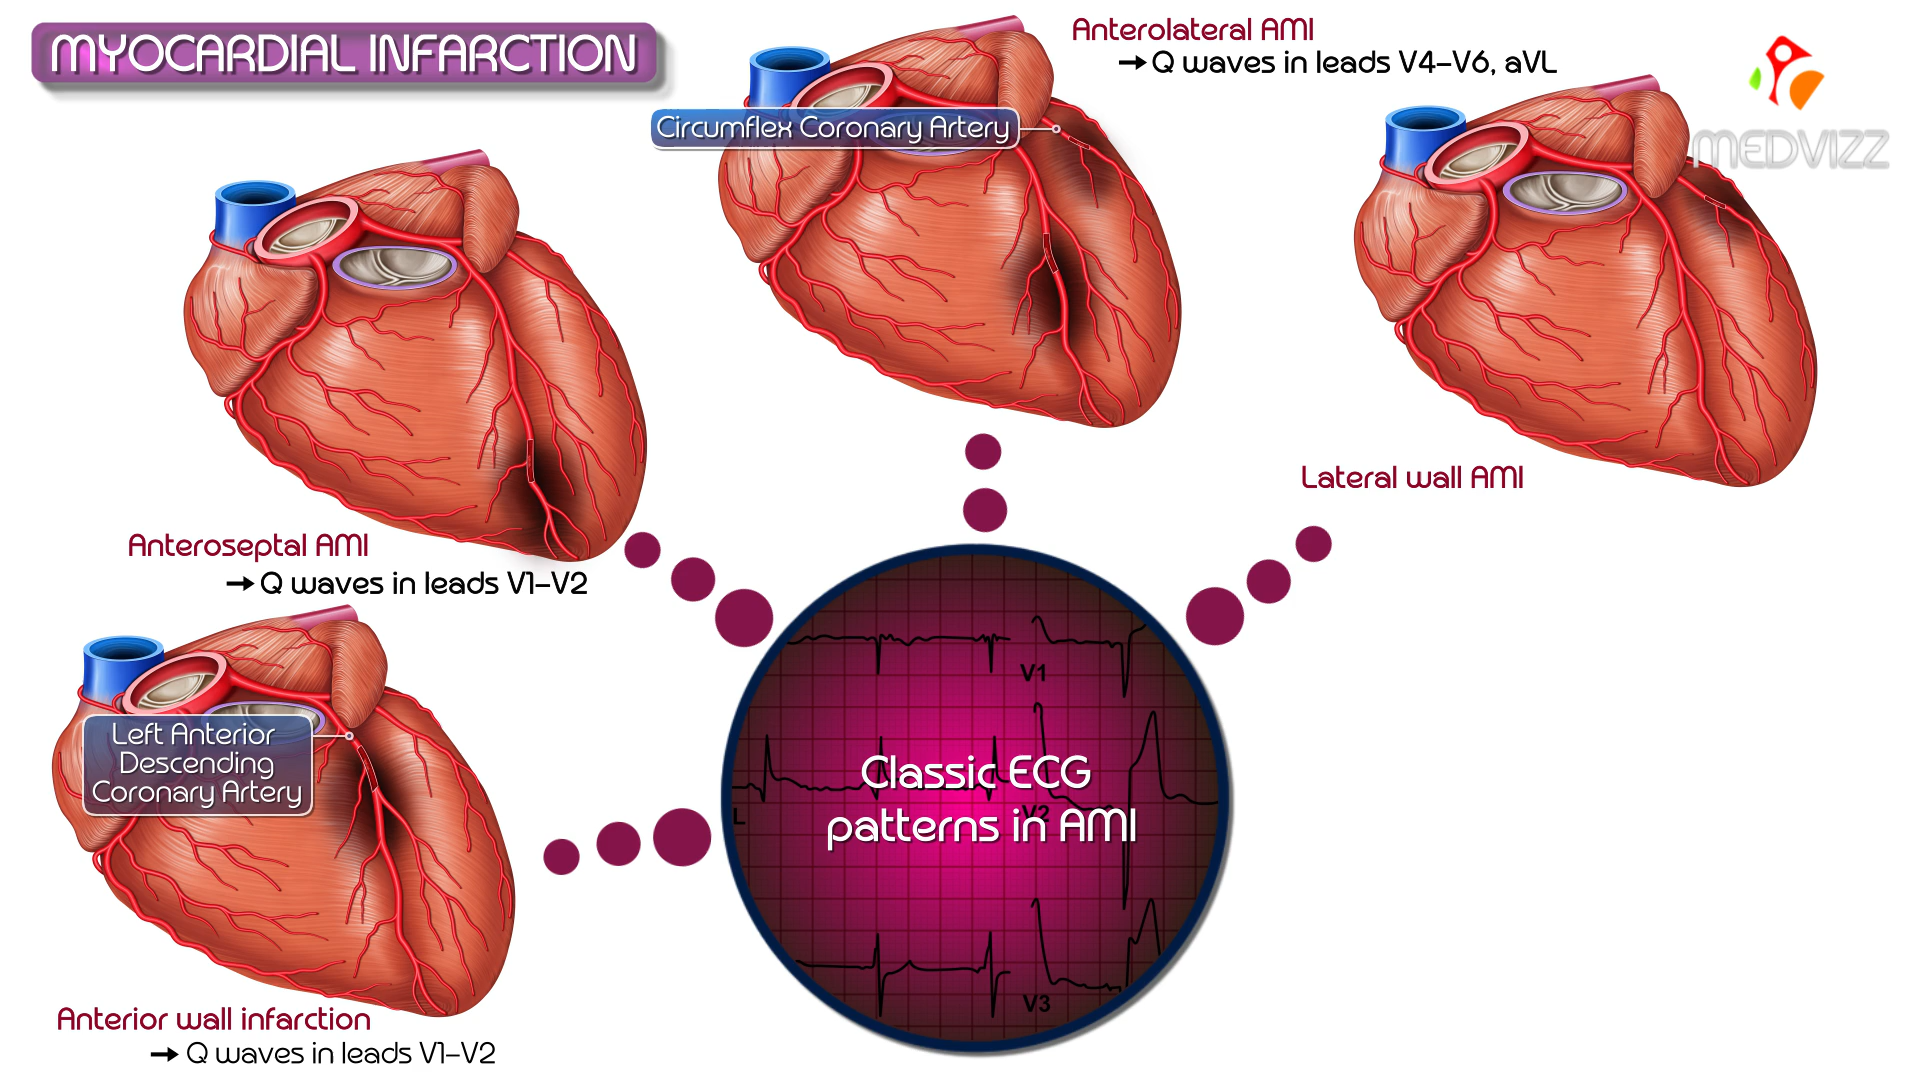 MYOCARDIAL INFARCTION
Anterolateral AMI
→ Q waves in leads V4–V6, aVL
MEDVIZZ
Circumflex Coronary Artery
Lateral wall AMI
Anteroseptal AMI
→ Q waves in leads V1–V2
Left Anterior
Descending
Coronary Artery
Anterior wall infarction
→ Q waves in leads V1–V2
V1
Classic ECG
patterns in AMI
V2
L
V3